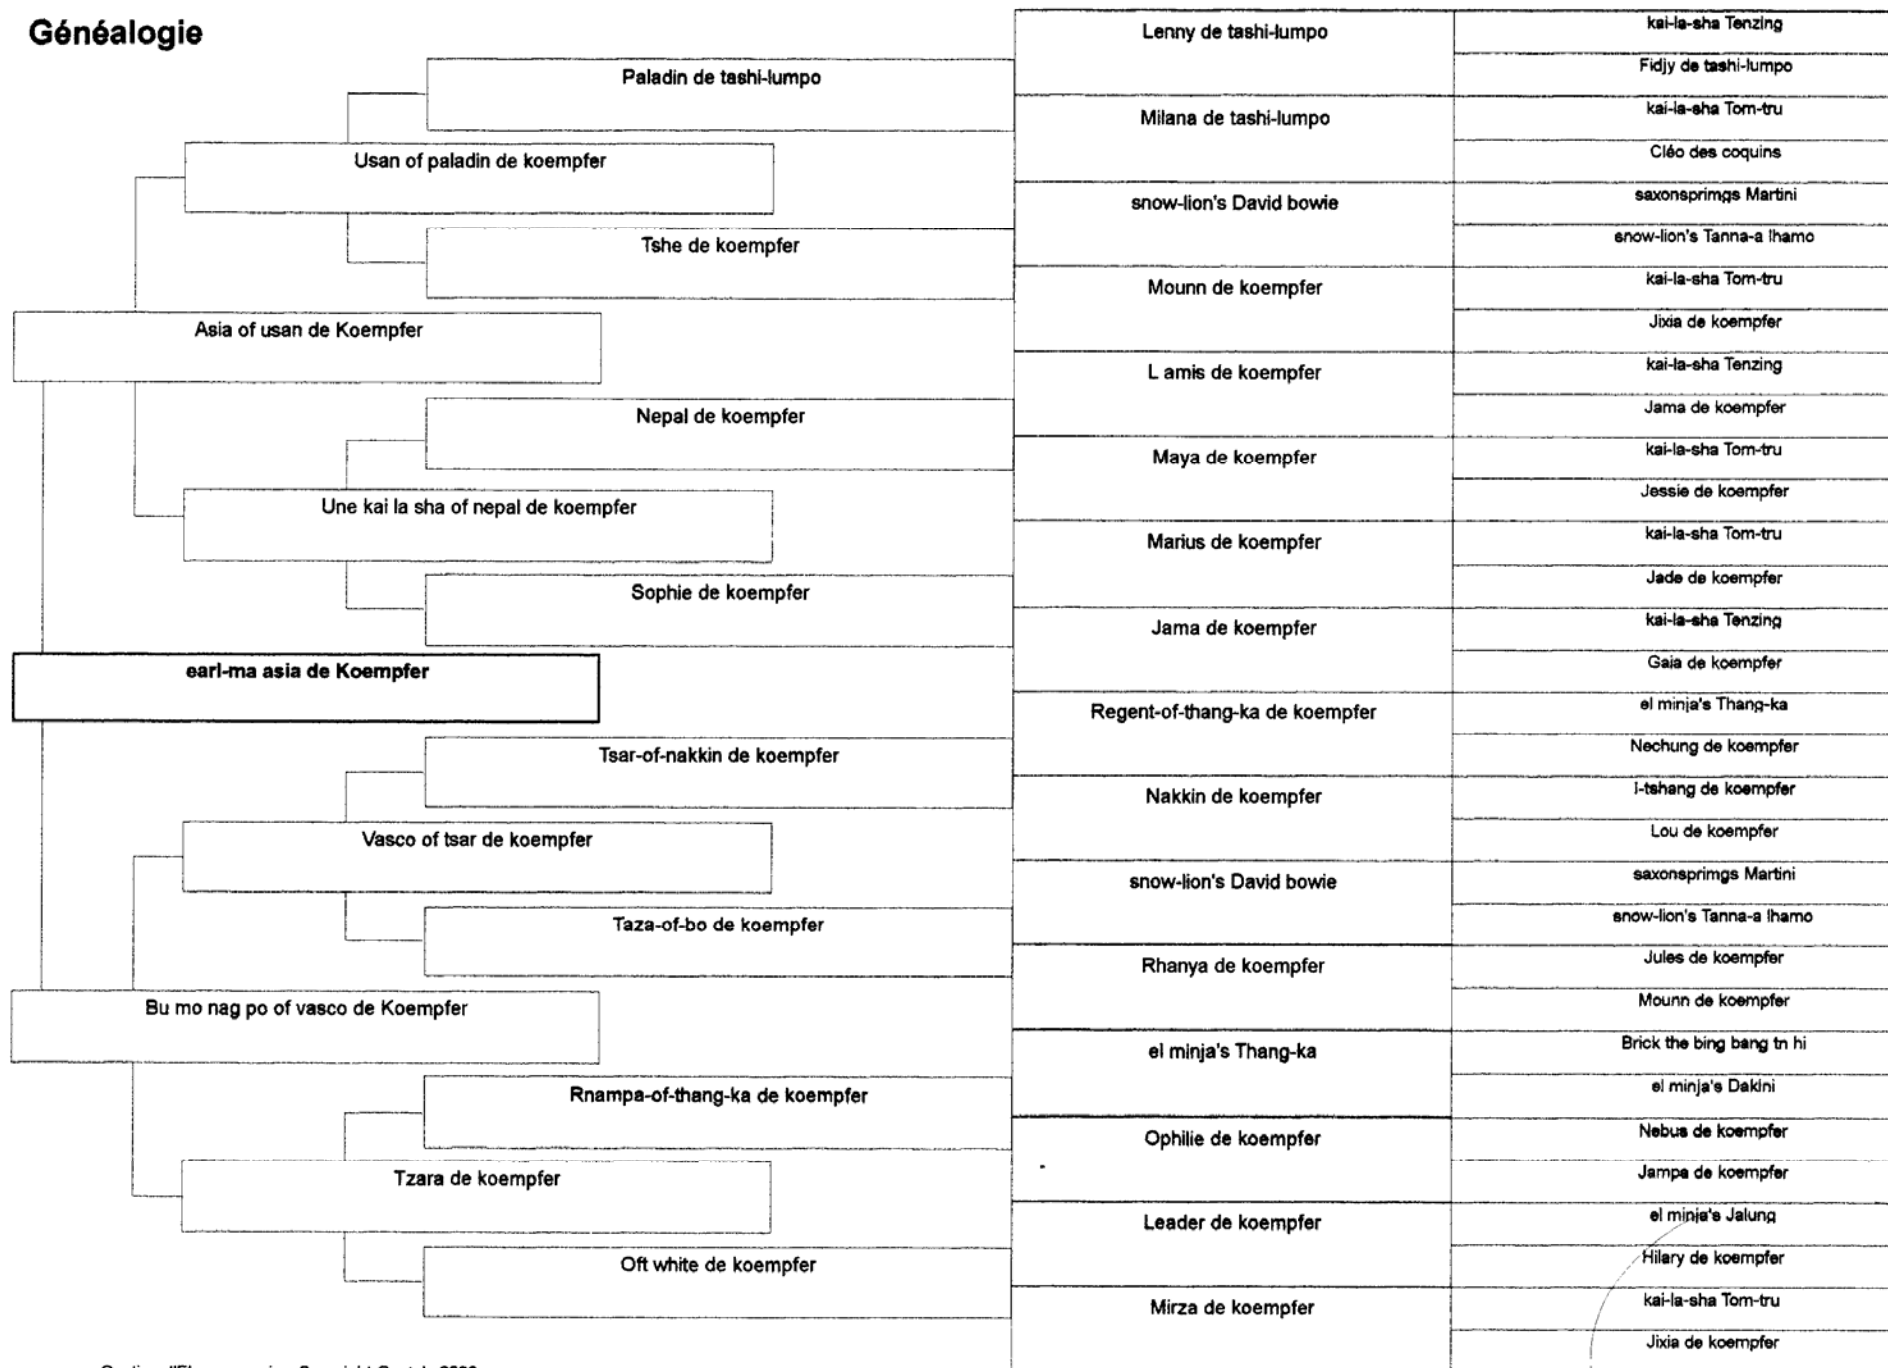 Généalogie
Paladin de tashi-lumpo
Usan of paladin de koempfer
Tshe de koempfer
Asia of usan de Koempfer
Nepal de koempfer
Une kai la sha of nepal de koempfer
Sophie de koempfer
earl-ma asia de Koempfer
Tsar-of-nakkin de koempfer
Vasco of tsar de koempfer
Taza-of-bo de koempfer
Bu mo nag po of vasco de Koempfer
Rnampa-of-thang-ka de koempfer
Tzara de koempfer
Oft white de koempfer
Lenny de tashi-lumpo
Milana de tashi-lumpo
snow-lion's David bowie
Mounn de koempfer
L amis de koempfer
Maya de koempfer
Marius de koempfer
Jama de koempfer
Regent-of-thang-ka de koempfer
Nakkin de koempfer
snow-lion's David bowie
Rhanya de koempfer
el minja's Thang-ka
Ophilie de koempfer
Leader de koempfer
Mirza de koempfer
kai-la-sha Tenzing
Fidjy de tashi-lumpo
kai-la-sha Tom-tru
Cléo des coquins
saxonsprimgs Martini
snow-lion's Tanna-a lhamo
kai-la-sha Tom-tru
Jixia de koempfer
kai-la-sha Tenzing
Jama de koempfer
kai-la-sha Tom-tru
Jessie de koempfer
kai-la-sha Tom-tru
Jade de koempfer
kai-la-sha Tenzing
Gaia de koempfer
el minja's Thang-ka
Nechung de koempfer
I-tshang de koempfer
Lou de koempfer
saxonsprimgs Martini
snow-lion's Tanna-a lhamo
Jules de koempfer
Mounn de koempfer
Brick the bing bang tn hi
el minja's Dakini
Nebus de koempfer
Jampa de koempfer
el minja's Jalung
Hilary de koempfer
kai-la-sha Tom-tru
Jixia de koempfer